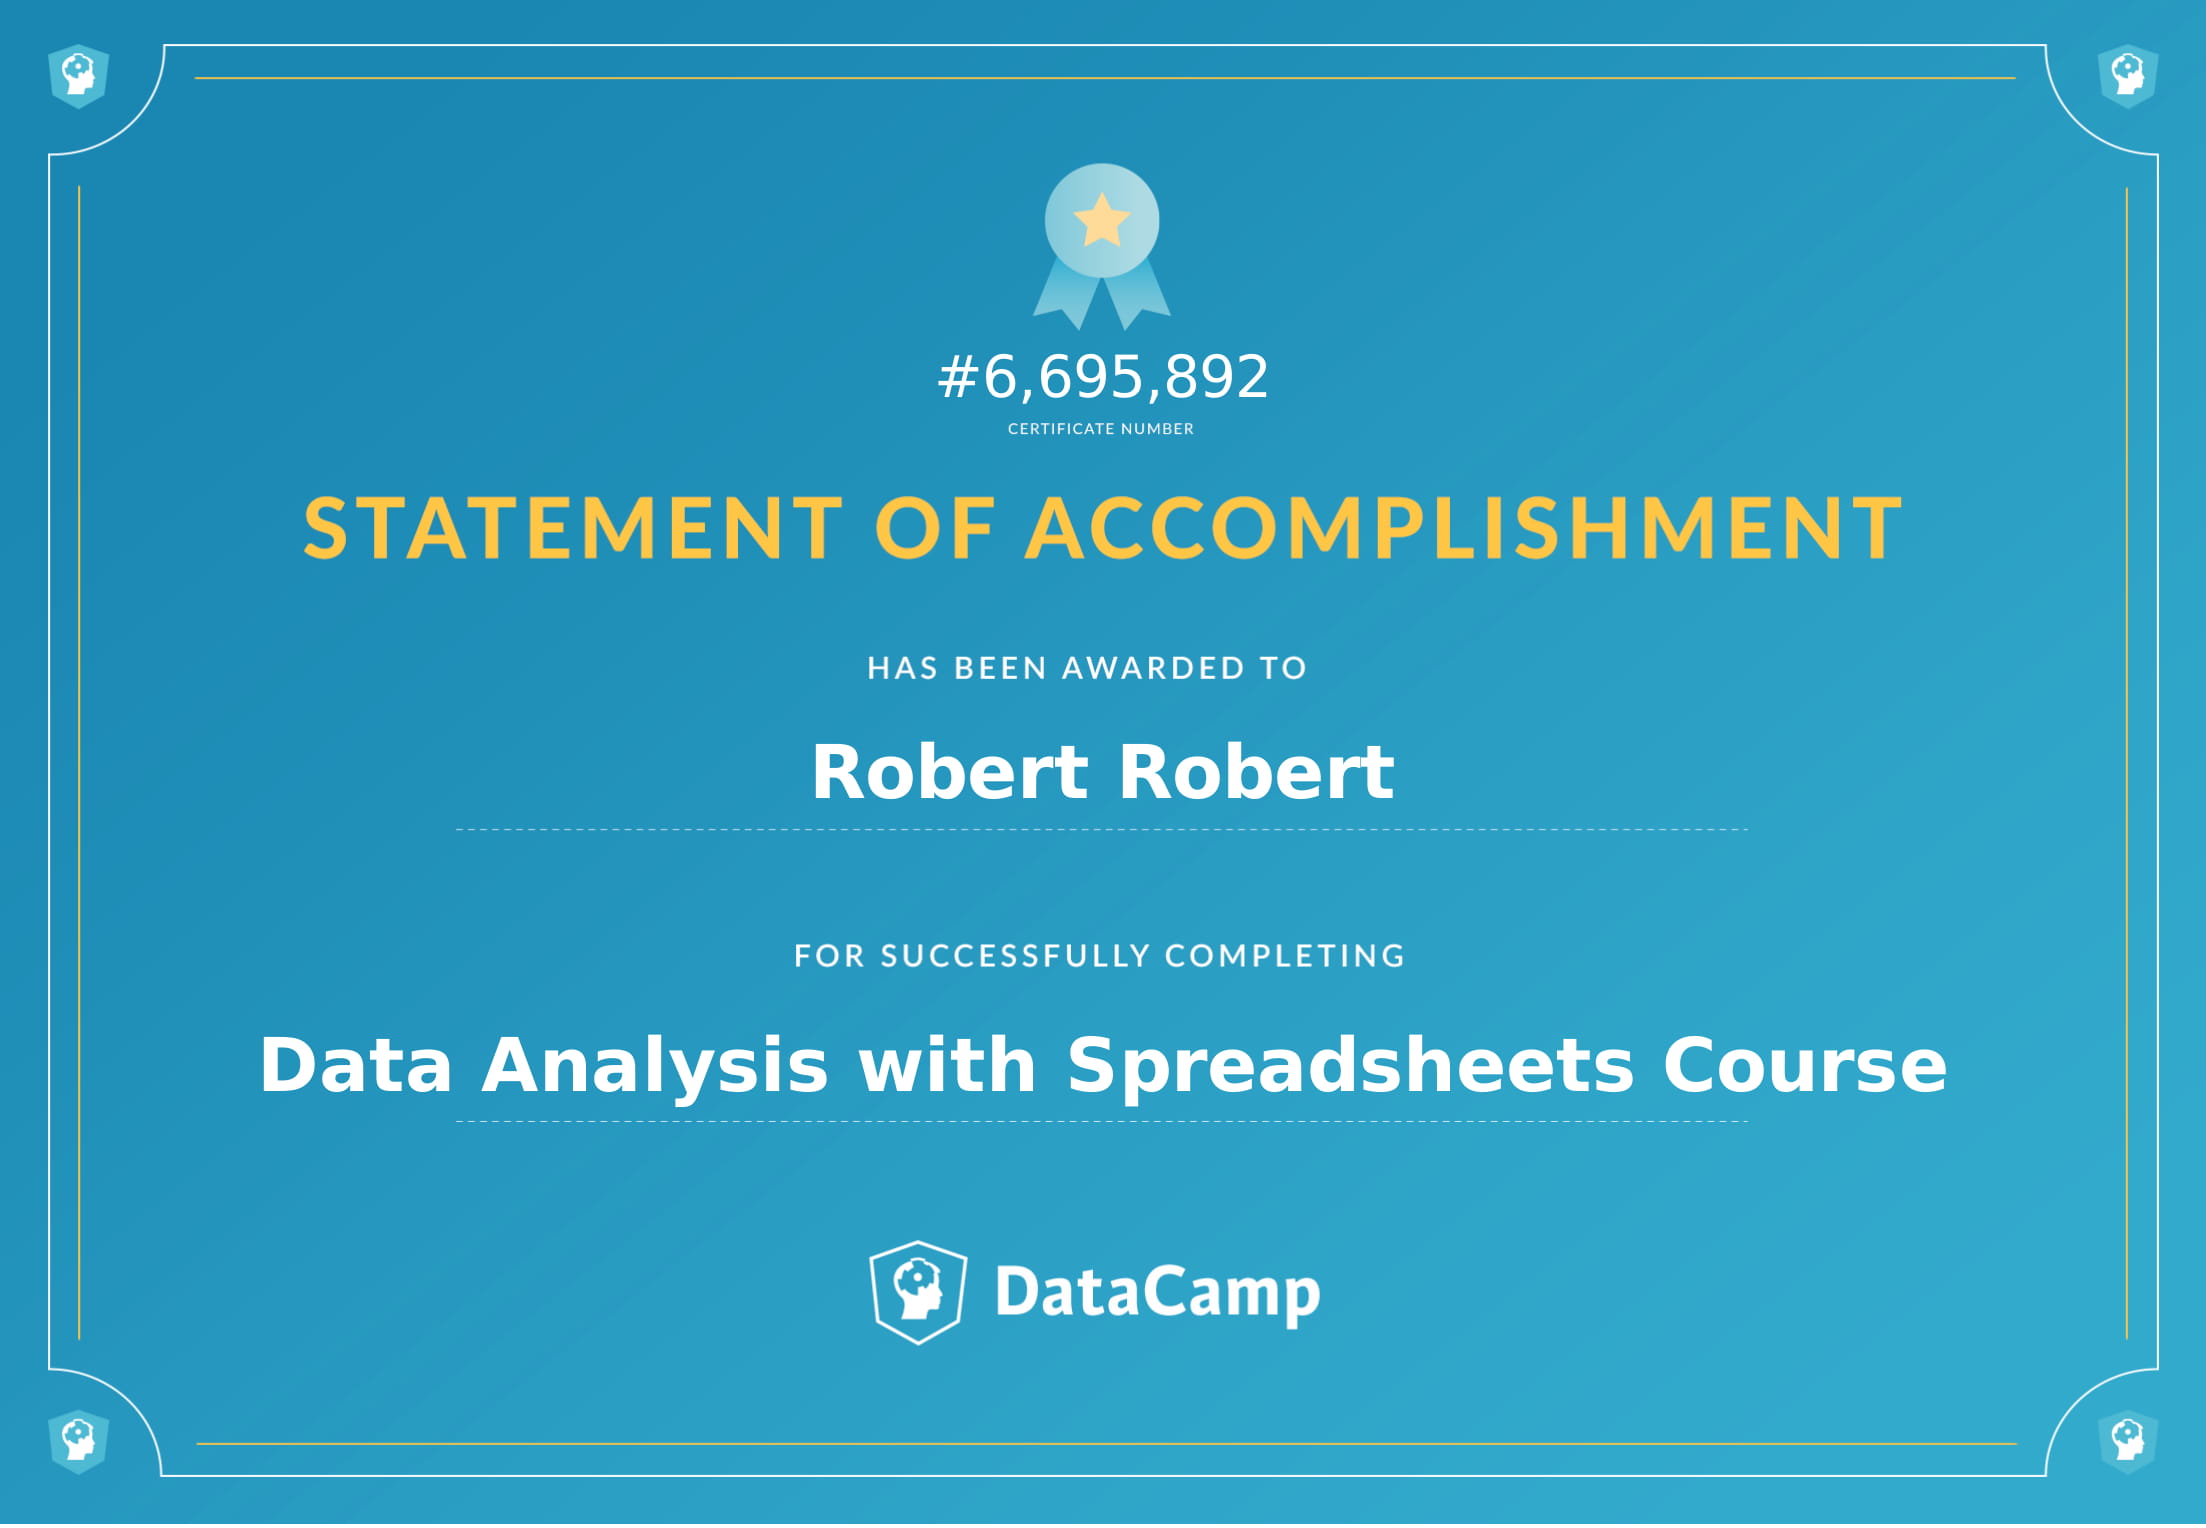 #6,695,892
CERTIFICATE NUMBER
STATEMENT OF ACCOMPLISHMENT
HAS BEEN AWARDED TO
Robert Robert
FOR SUCCESSFULLY COMPLETING
Data Analysis with Spreadsheets Course
DataCamp